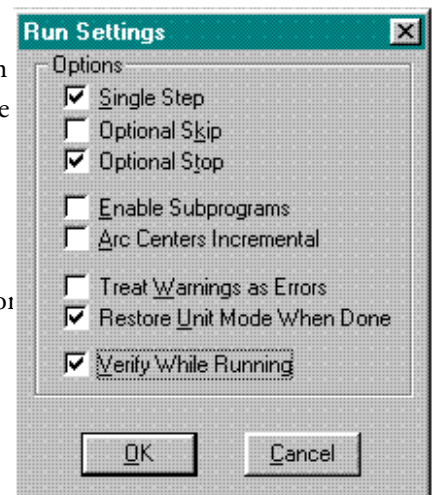 Run Settings
Options
Single Step
Optional Skip
Optional Stop
Enable Subprograms
Arc Centers Incremental
Treat Warnings as Errors
Restore Unit Mode When Done
Verify While Running
OK
Cancel